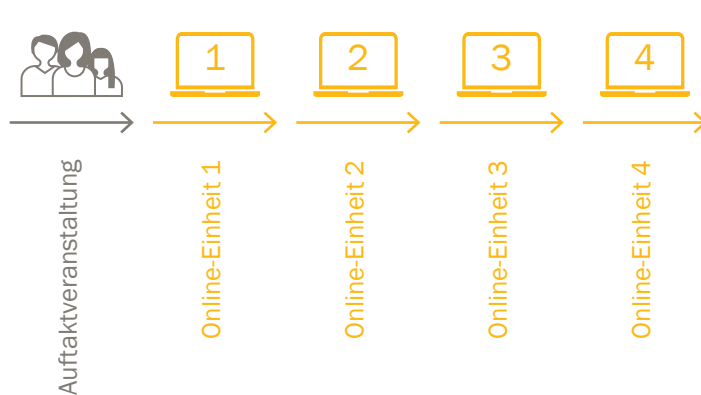 1
2
3
4
Auftaktveranstaltung
Online-Einheit 1
Online-Einheit 2
Online-Einheit 3
Online-Einheit 4